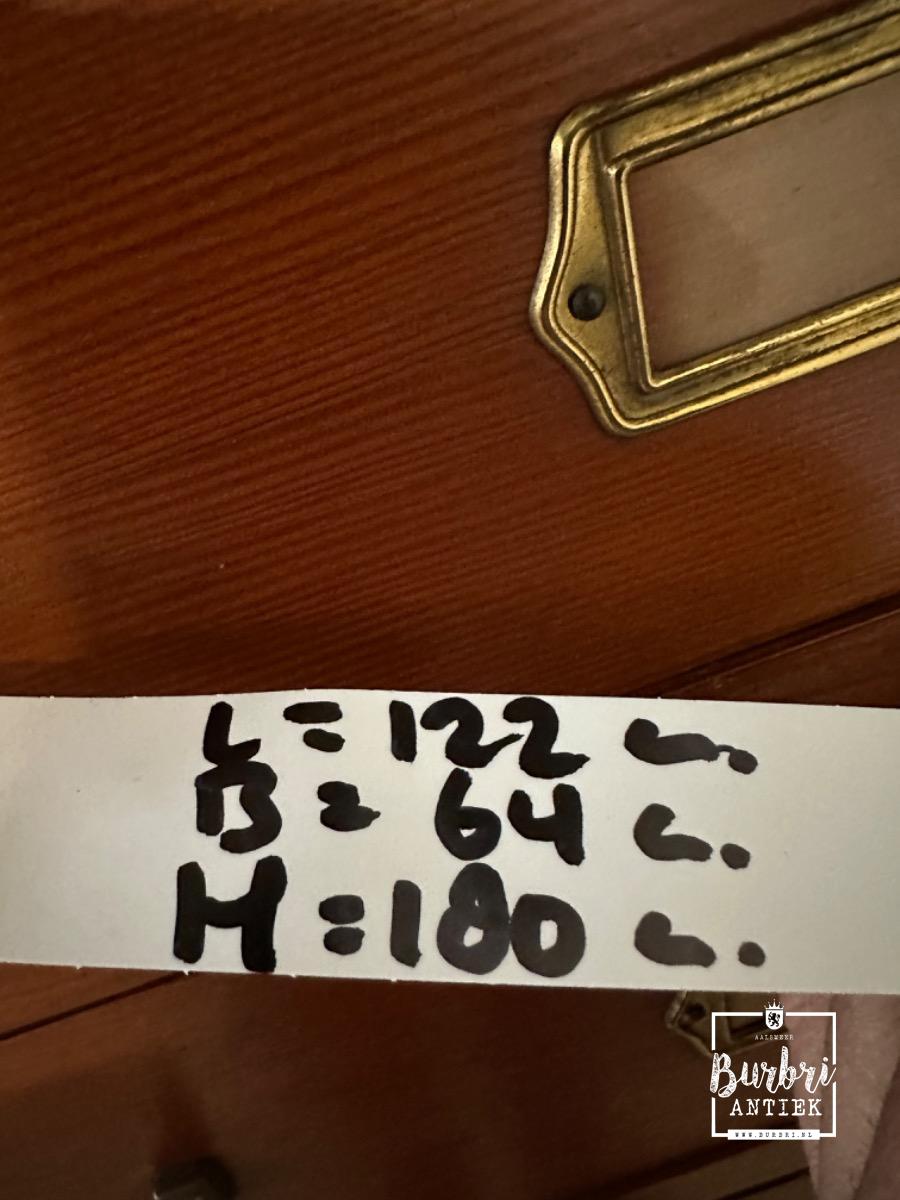 L = 122 cm.
B = 64 cm.
H = 180 cm.
AALSMEER
Burbri
ANTIEK
WWW.BURBRI.NL